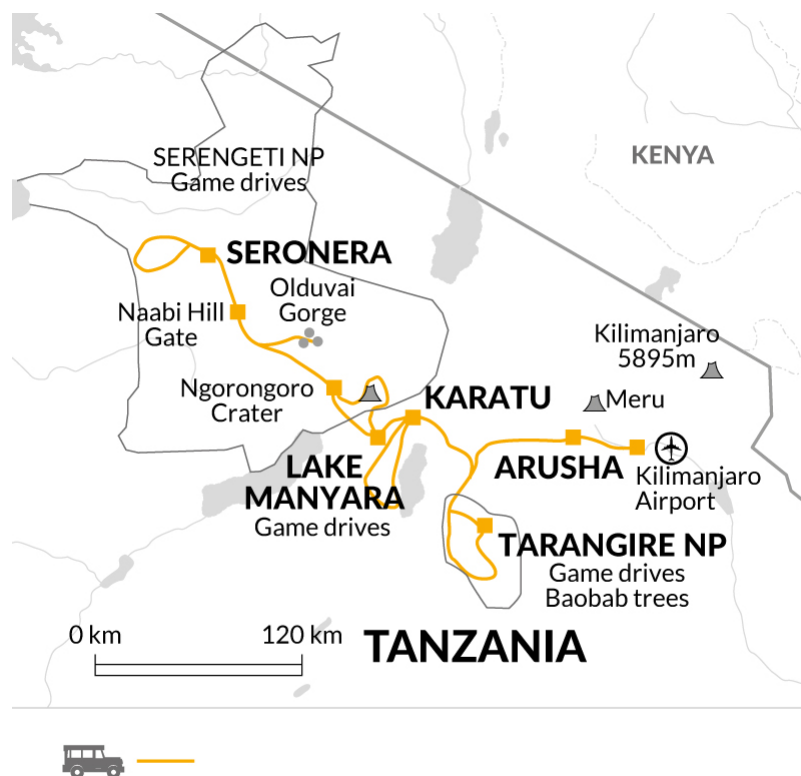 KENYA
SERENGETI NP
Game drives
SERONERA
Olduvai
Gorge
Naabi Hill
Gate
Kilimanjaro
5895m
Ngorongoro
Crater
KARATU
Meru
LAKE
MANYARA
Game drives
ARUSHA
Kilimanjaro
Airport
TARANGIRE NP
Game drives
Baobab trees
0 km
120 km
TANZANIA